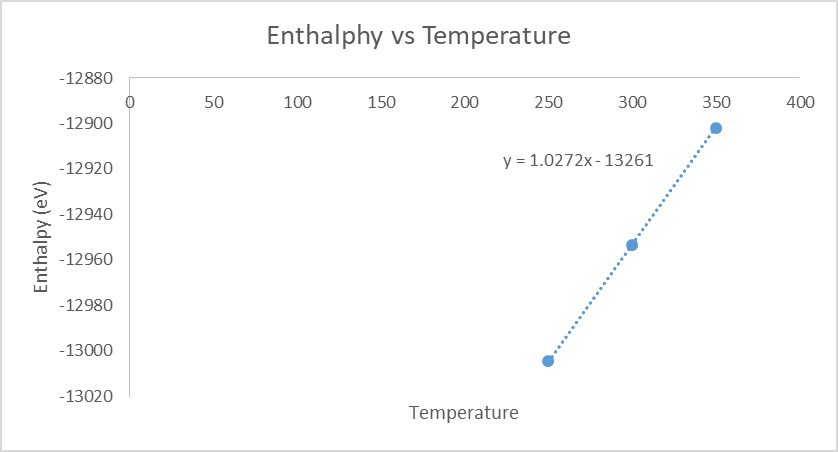 Enthalphy vs Temperature
-12880
0 50 100 150 200 250 300 350 400
-12900
y = 1.0272x - 13261
-12920
-12940
-12960
-12980
-13000
-13020
Enthalpy (eV)
Temperature